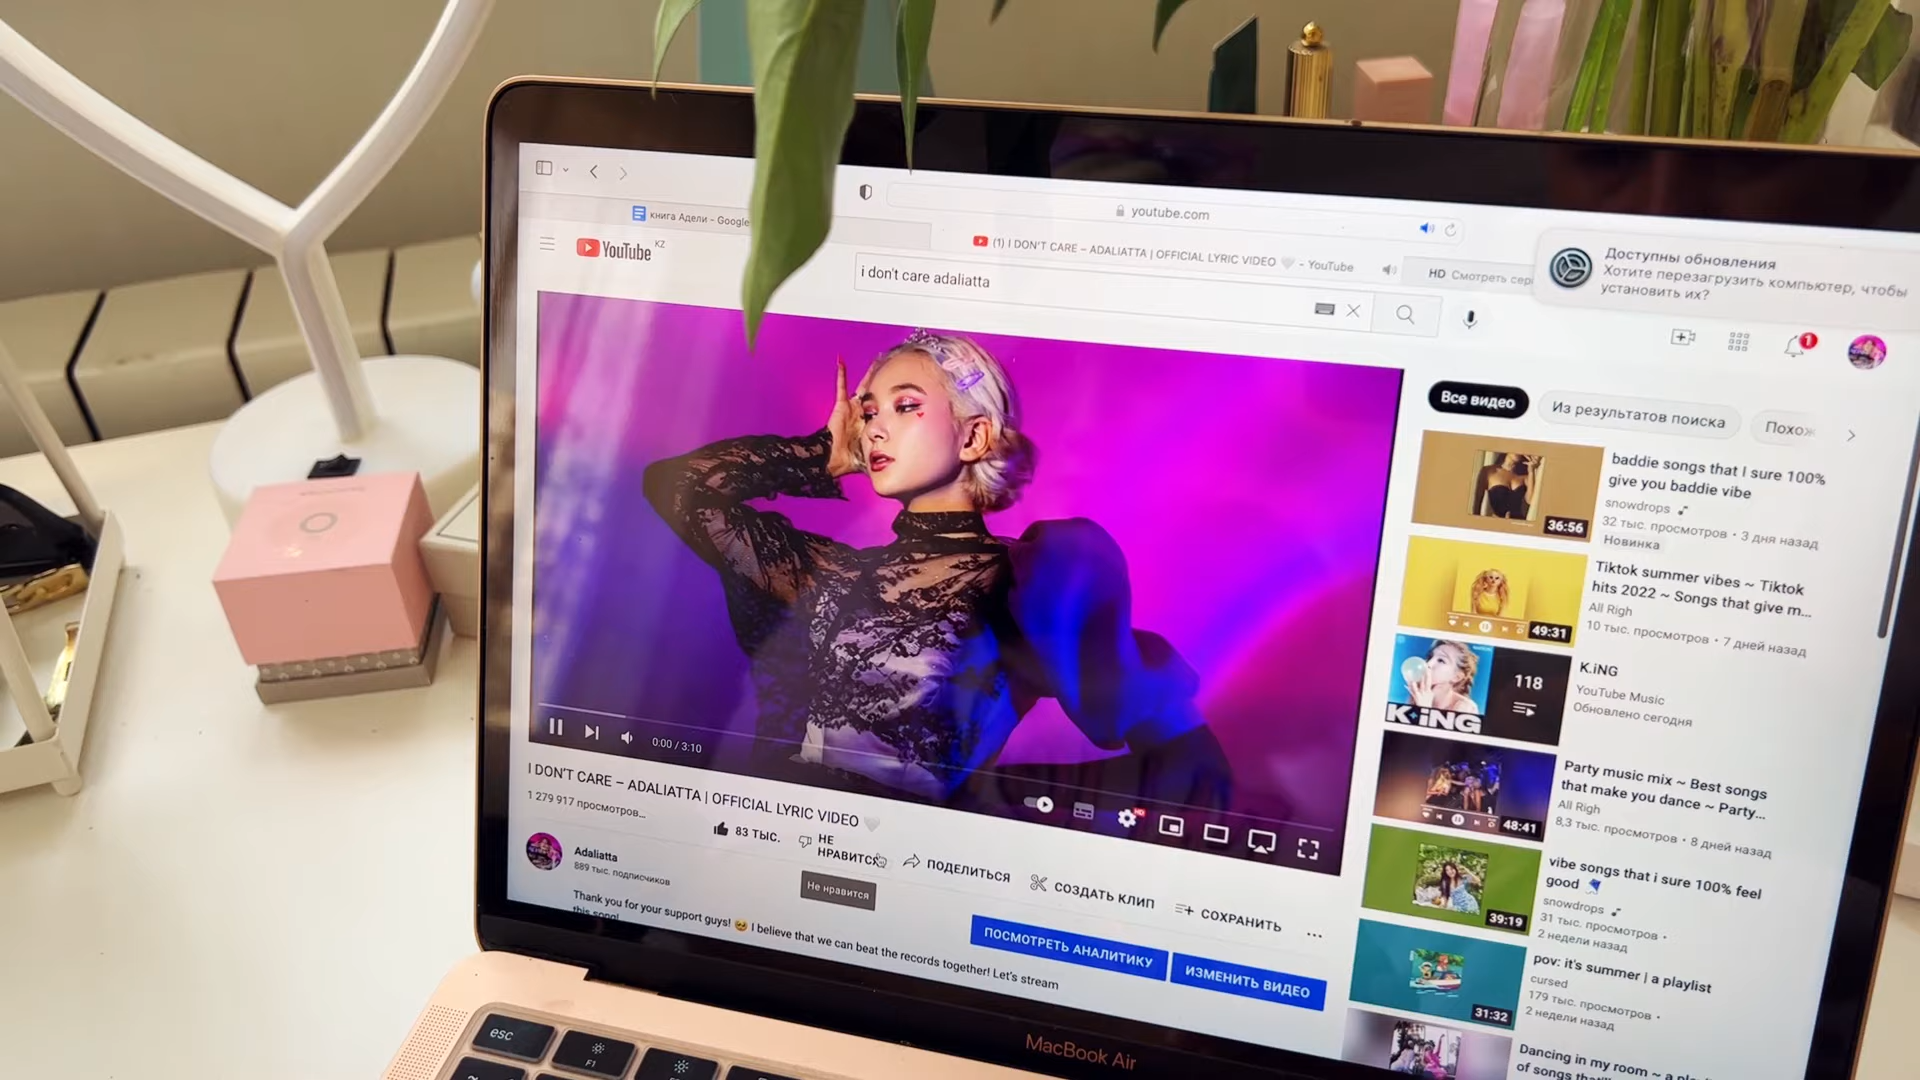 книга Адели - Google
youtube.com
(1) I DON'T CARE – ADALIATTA | OFFICIAL LYRIC VIDEO 🤍 - YouTube
HD Смотреть сер
Доступны обновления
Хотите перезагрузить компьютер, чтобы
установить их?
YouTube KZ
i don't care adaliatta
1
Все видео
Из результатов поиска
Похож
0:00 / 3:10
HD
I DON'T CARE – ADALIATTA | OFFICIAL LYRIC VIDEO 🤍
1 279 917 просмотров...
83 ТЫС.
НЕ
НРАВИТСЯ
ПОДЕЛИТЬСЯ
СОЗДАТЬ КЛИП
СОХРАНИТЬ
...
Не нравится
Adaliatta
889 тыс. подписчиков
ПОСМОТРЕТЬ АНАЛИТИКУ
ИЗМЕНИТЬ ВИДЕО
Thank you for your support guys! 🥺 I believe that we can beat the records together! Let's stream
this song!
36:56
baddie songs that I sure 100%
give you baddie vibe
snowdrops
32 тыс. просмотров • 3 дня назад
Новинка
49:31
Tiktok summer vibes ~ Tiktok
hits 2022 ~ Songs that give m...
All Righ
10 тыс. просмотров • 7 дней назад
K-iNG
118
K.iNG
YouTube Music
Обновлено сегодня
48:41
Party music mix ~ Best songs
that make you dance ~ Party...
All Righ
8,3 тыс. просмотров • 8 дней назад
39:19
vibe songs that i sure 100% feel
good
snowdrops
31 тыс. просмотров •
2 недели назад
31:32
pov: it's summer | a playlist
cursed
179 тыс. просмотров •
2 недели назад
Dancing in my room ~ a
of songs
MacBook Air
esc
F1